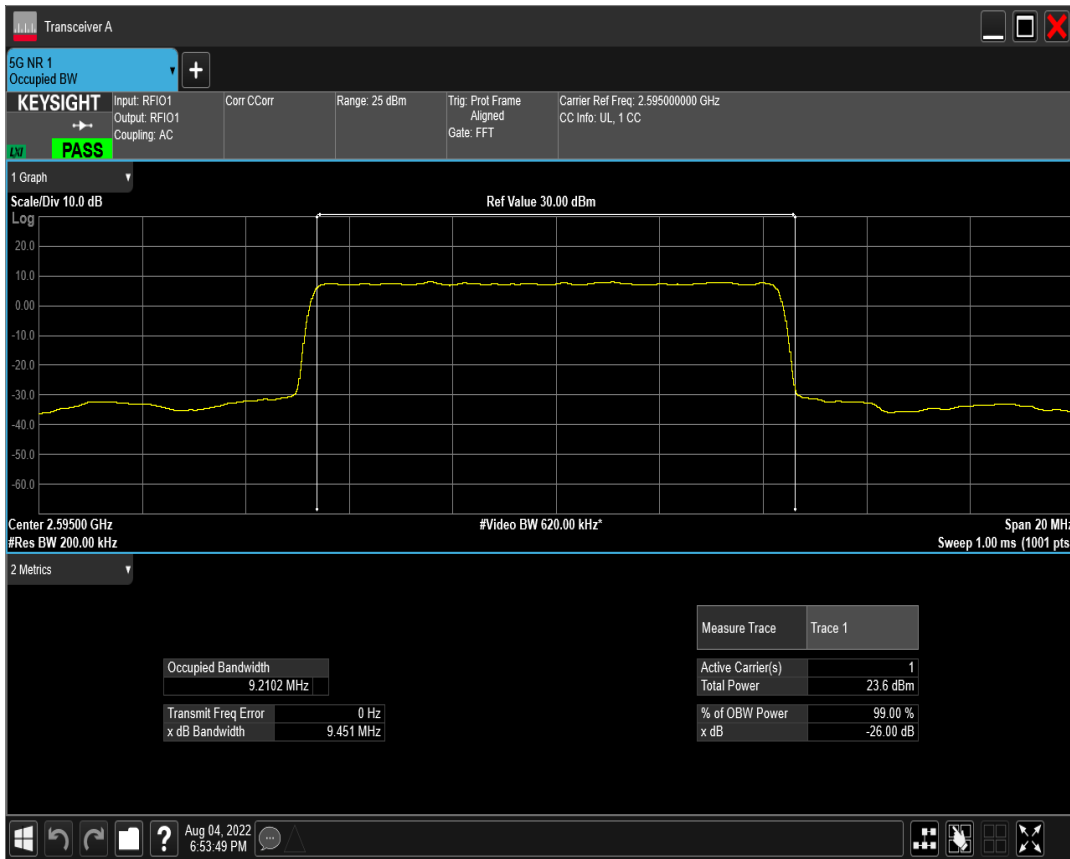 Transceiver A
5G NR 1
Occupied BW
+
KEYSIGHT
LXI
PASS
Input: RFIO1
Output: RFIO1
Coupling: AC
Corr CCorr
Range: 25 dBm
Trig: Prot Frame
Aligned
Gate: FFT
Carrier Ref Freq: 2.595000000 GHz
CC Info: UL, 1 CC
1 Graph
Scale/Div 10.0 dB
Ref Value 30.00 dBm
Log
20.0
10.0
0.00
-10.0
-20.0
-30.0
-40.0
-50.0
-60.0
Center 2.59500 GHz
#Video BW 620.00 kHz*
Span 20 MHz
#Res BW 200.00 kHz
Sweep 1.00 ms (1001 pts
2 Metrics
Measure Trace Trace 1
Occupied Bandwidth
9.2102 MHz
Active Carrier(s) 1
Total Power 23.6 dBm
Transmit Freq Error 0 Hz
x dB Bandwidth 9.451 MHz
% of OBW Power 99.00 %
x dB -26.00 dB
?
Aug 04, 2022
6:53:49 PM